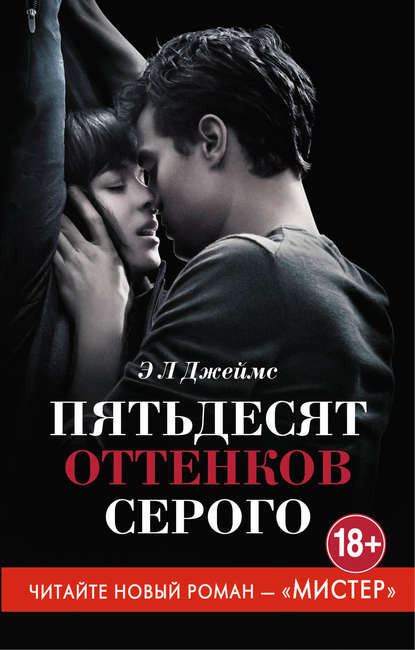 Э Л Джеймс
ПЯТЬДЕСЯТ
ОТТЕНКОВ
СЕРОГО
18+
ЧИТАЙТЕ НОВЫЙ РОМАН — «МИСТЕР»